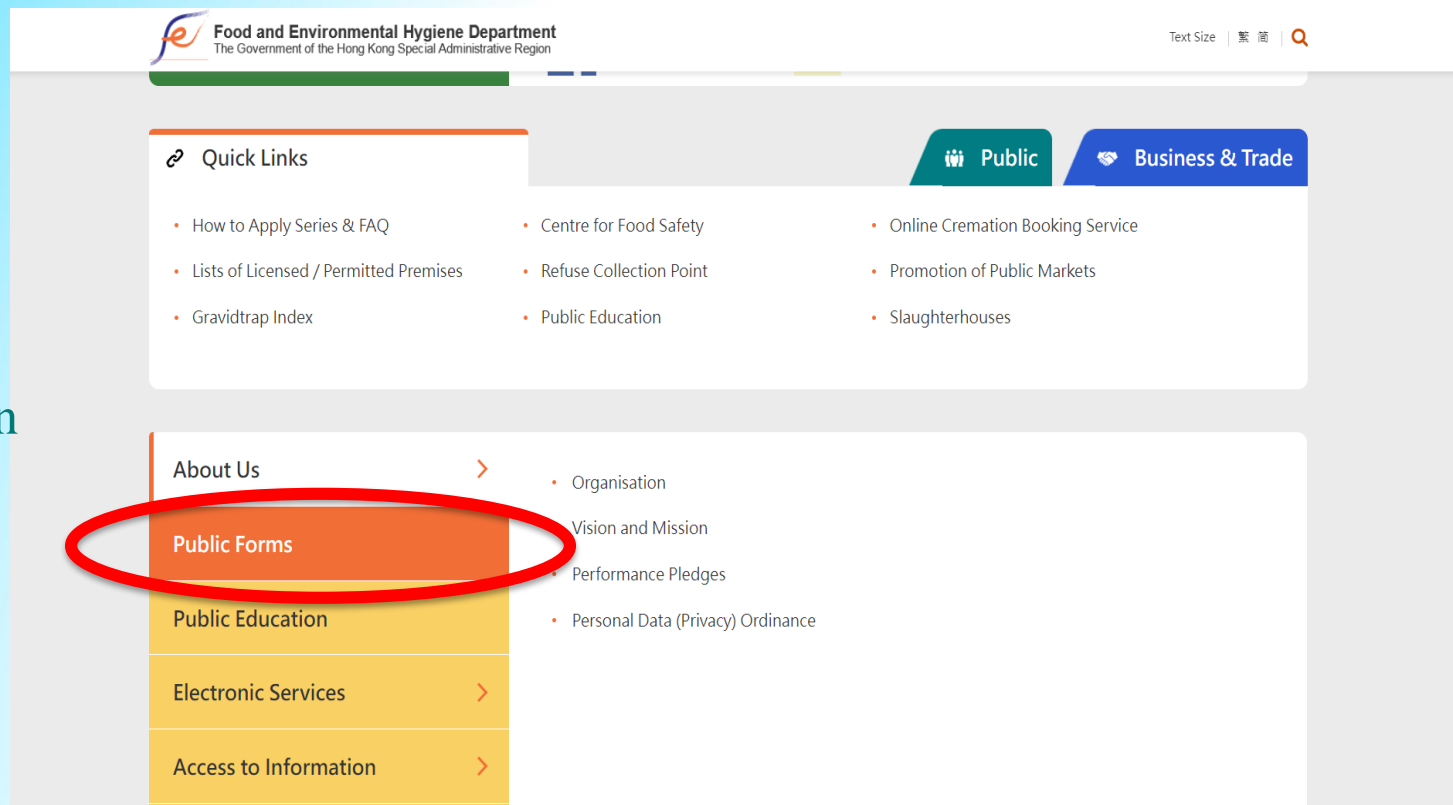 Food and Environmental Hygiene Department
The Government of the Hong Kong Special Administrative Region
Text Size 繁 简
Quick Links
Public
Business & Trade
How to Apply Series & FAQ
Centre for Food Safety
Online Cremation Booking Service
Lists of Licensed / Permitted Premises
Refuse Collection Point
Promotion of Public Markets
Gravidtrap Index
Public Education
Slaughterhouses
n
About Us
Public Forms
Public Education
Electronic Services
Access to Information
Organisation
Vision and Mission
Performance Pledges
Personal Data (Privacy) Ordinance